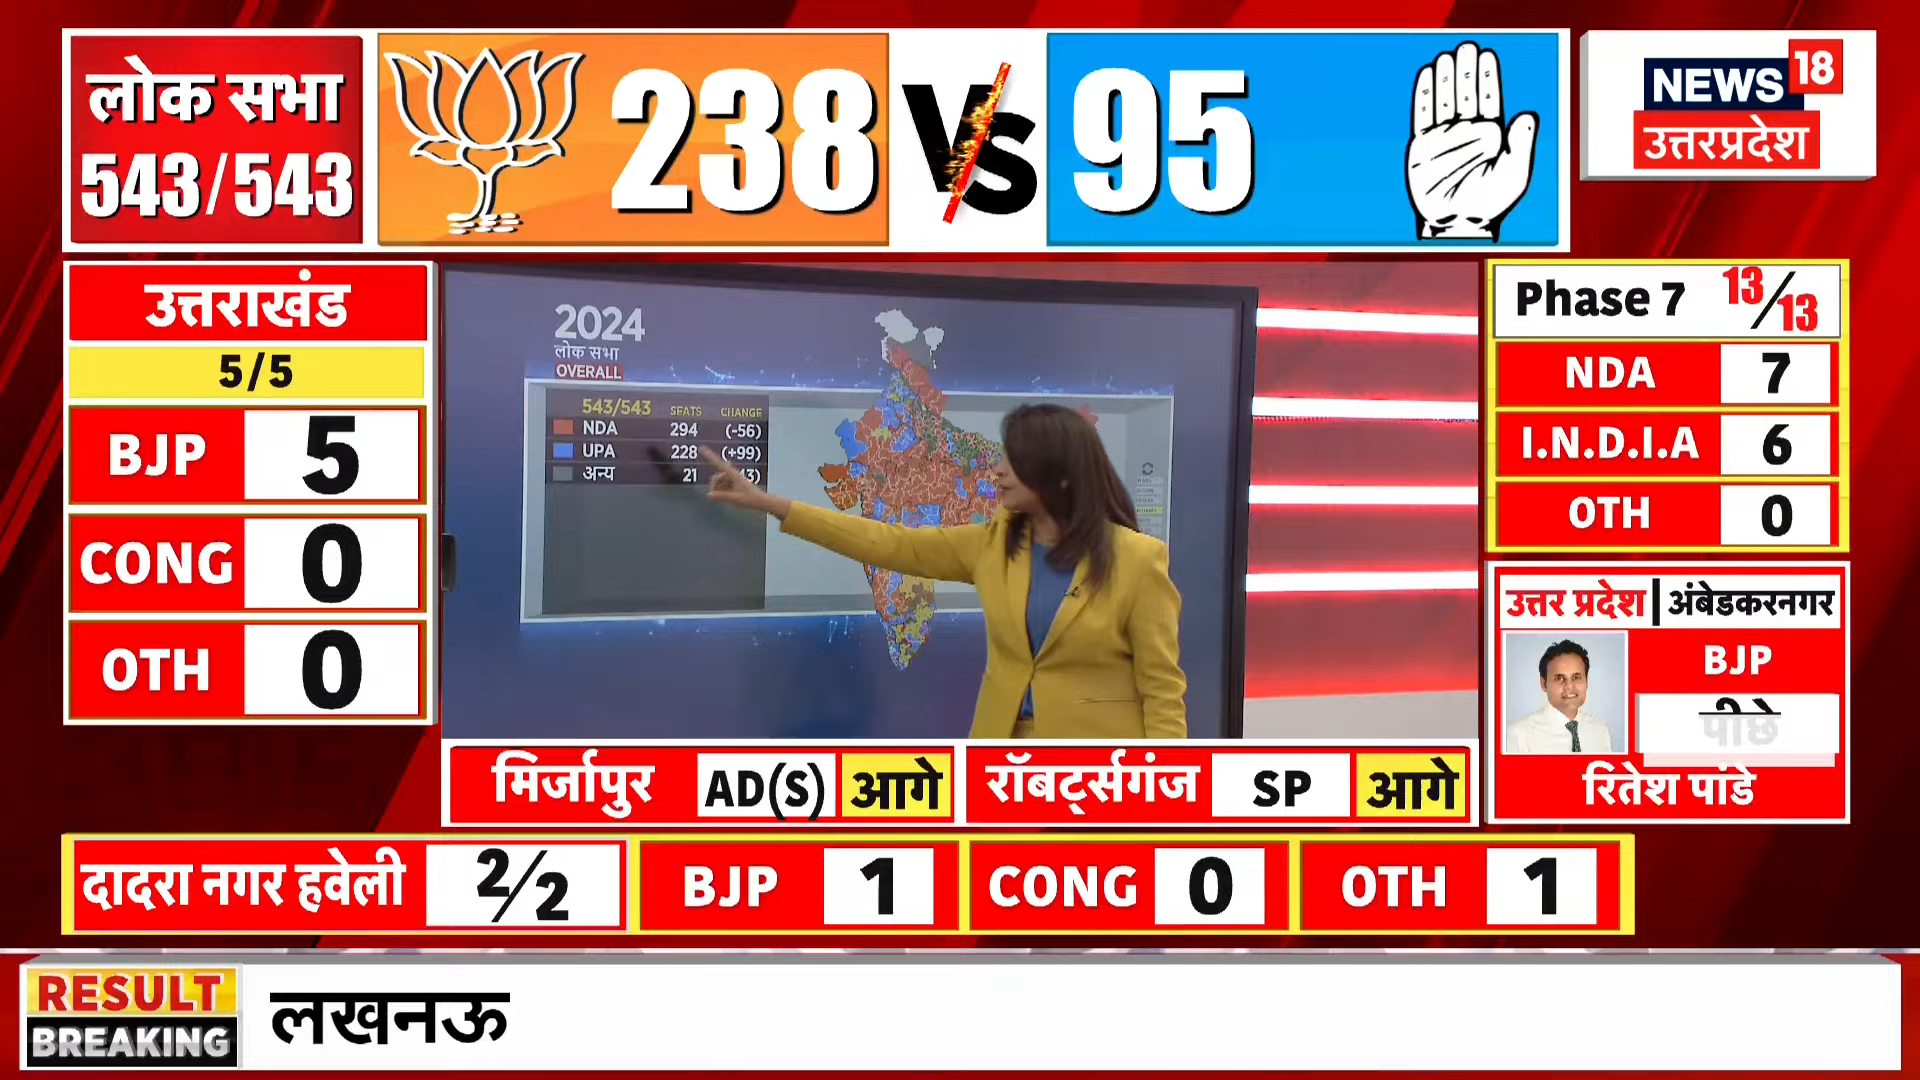 लोक सभा
543/543
238 VS 95
NEWS 18
उत्तरप्रदेश
उत्तराखंड
5/5
BJP 5
CONG 0
OTH 0
2024
लोक सभा
OVERALL
543/543 SEATS CHANGE
NDA 294 (-56)
UPA 228 (+99)
अन्य 21
Phase 7 13/13
NDA 7
I.N.D.I.A 6
OTH 0
उत्तर प्रदेश | अंबेडकरनगर
BJP
पीछे
रितेश पांडे
मिर्जापुर AD(S) आगे रॉबर्ट्सगंज SP आगे
दादरा नगर हवेली 2/2 BJP 1 CONG 0 OTH 1
RESULT
BREAKING
लखनऊ